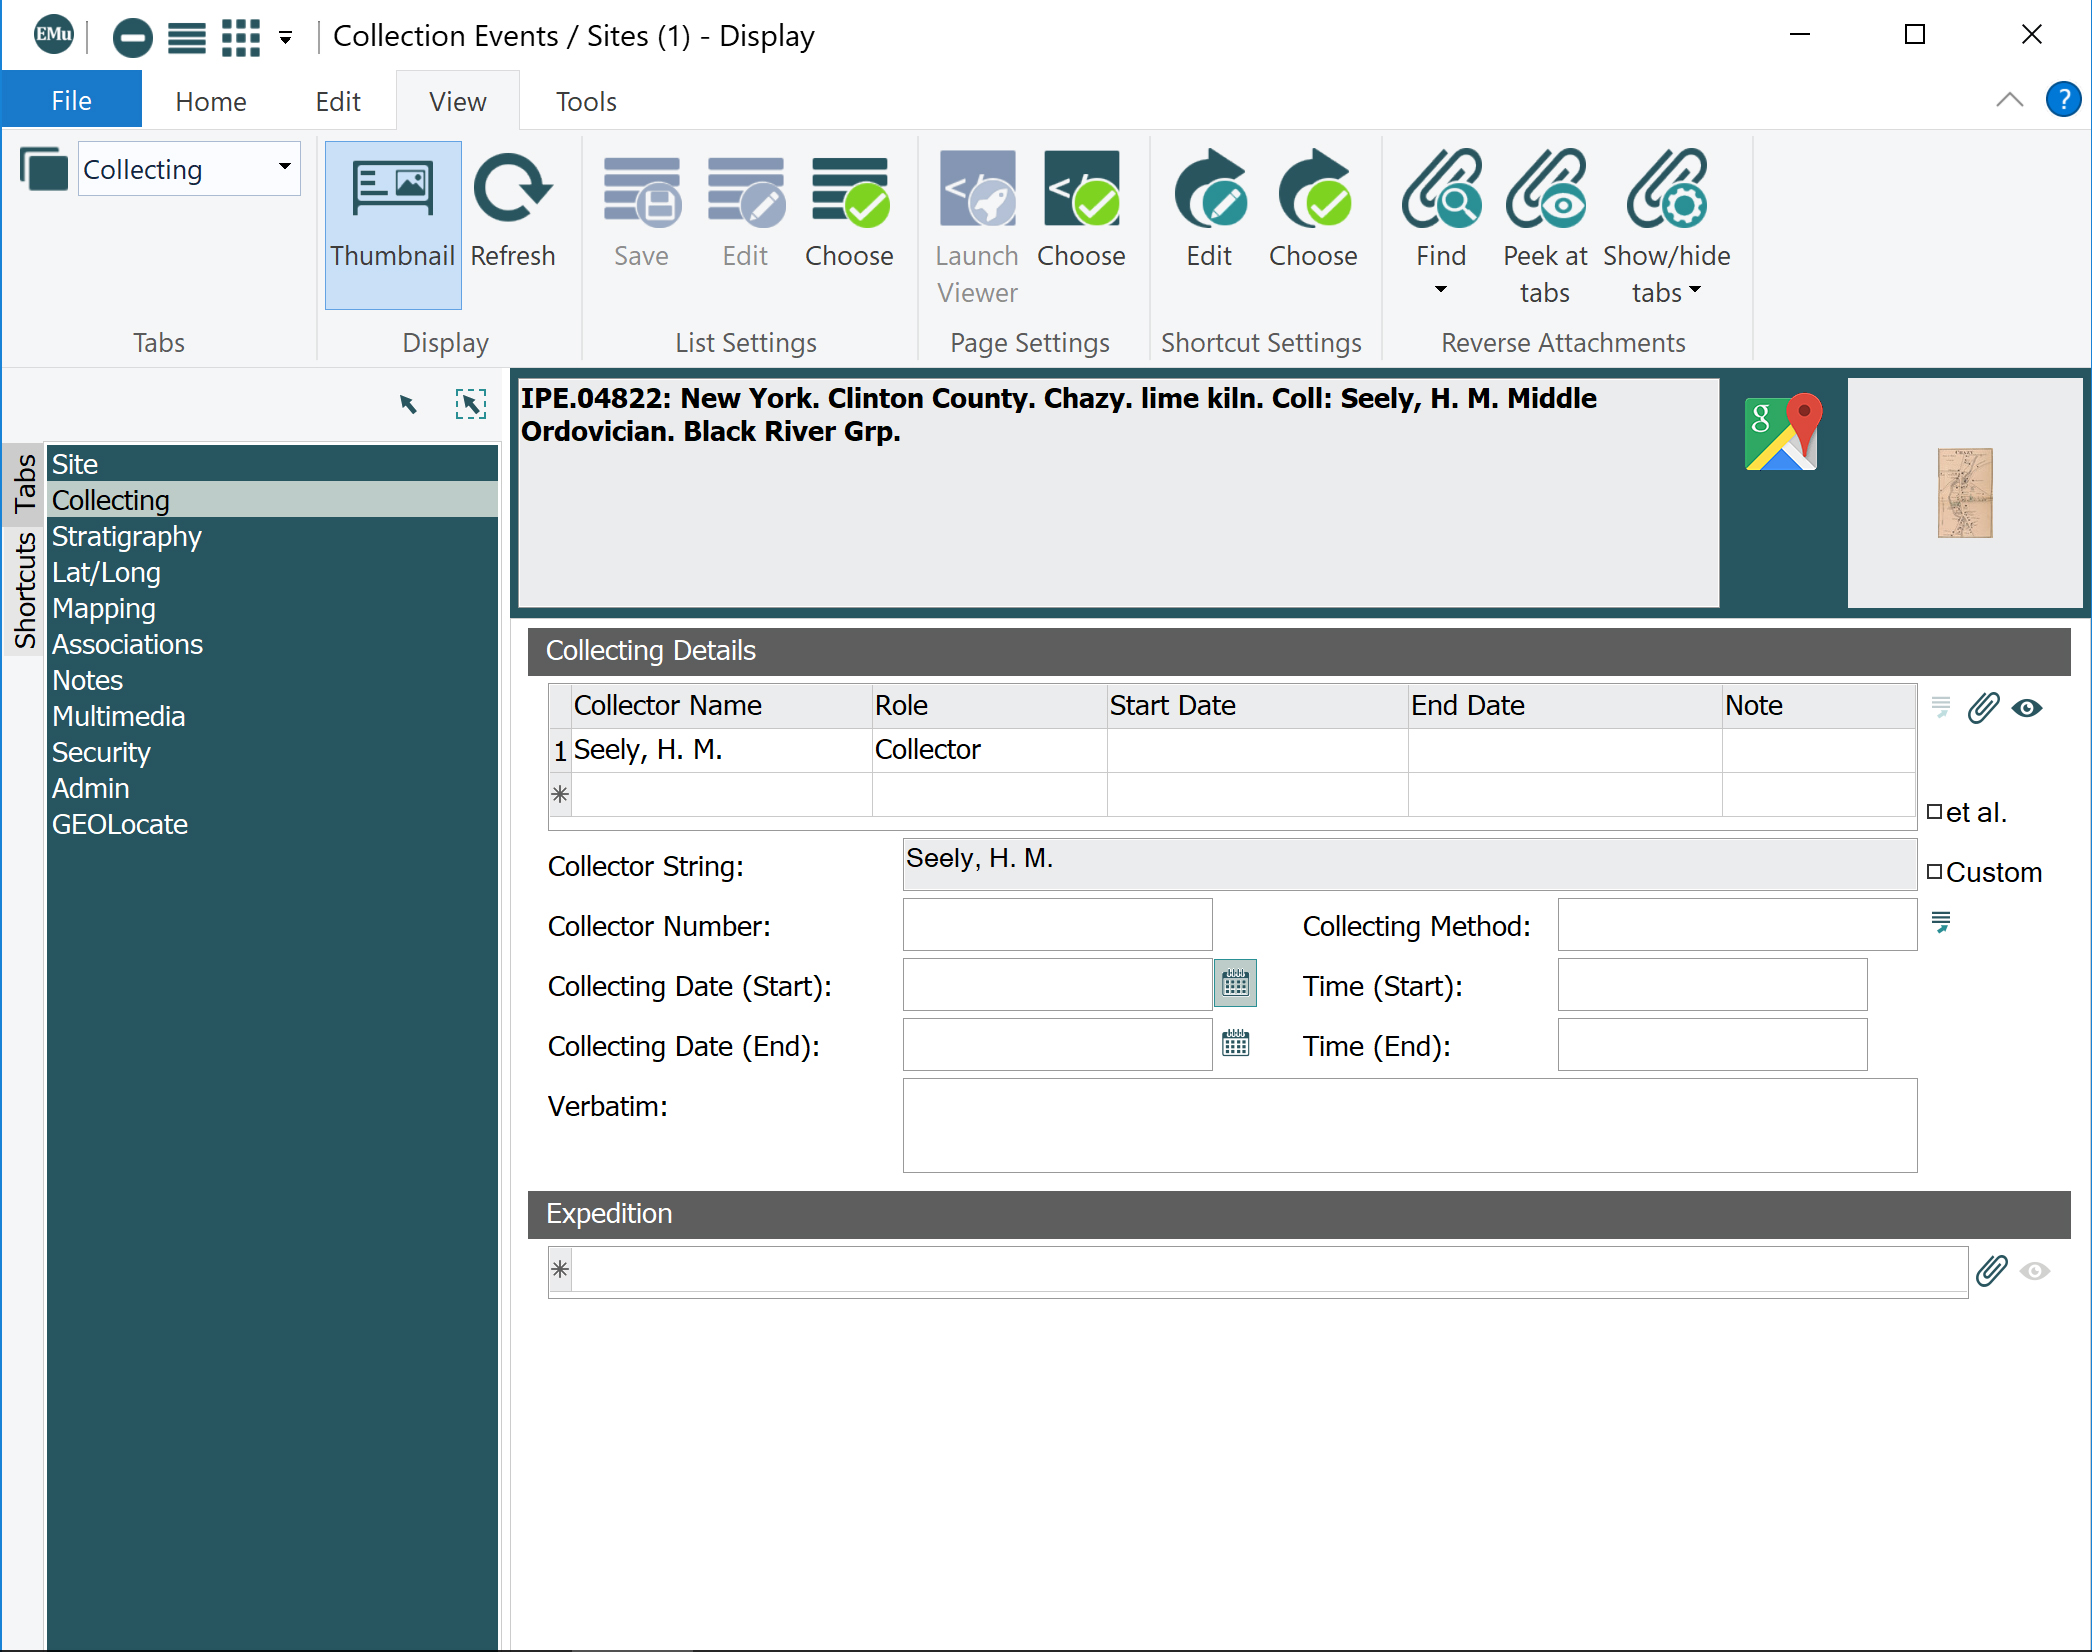 EMu
Collection Events / Sites (1) - Display
File
Home
Edit
View
Tools
?
Collecting
Thumbnail
Refresh
Save
Edit
Choose
Launch
Viewer
Choose
Edit
Choose
Find
Peek at
tabs
Show/hide
tabs
Tabs
Display
List Settings
Page Settings
Shortcut Settings
Reverse Attachments
Tabs
Shortcuts
Site
Collecting
Stratigraphy
Lat/Long
Mapping
Associations
Notes
Multimedia
Security
Admin
GEOLocate
IPE.04822: New York. Clinton County. Chazy. lime kiln. Coll: Seely, H. M. Middle
Ordovician. Black River Grp.
g
CHAZY
Collecting Details
Collector Name Role Start Date End Date Note
1 Seely, H. M. Collector
et al.
Collector String: Seely, H. M.
Custom
Collector Number:
Collecting Method:
Collecting Date (Start):
Time (Start):
Collecting Date (End):
Time (End):
Verbatim:
Expedition